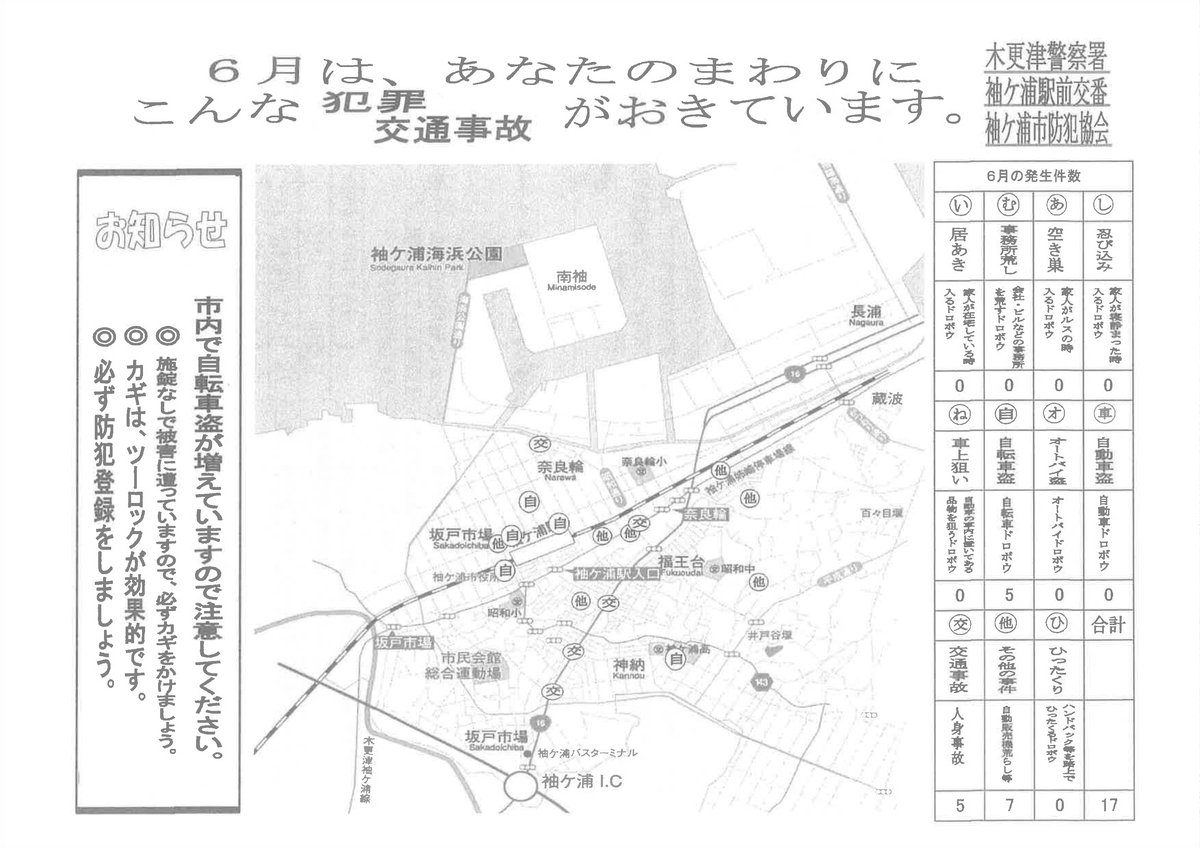 6月は、あなたのまわりに
こんな 犯罪 交通事故 がおきています。
木更津警察署
袖ケ浦駅前交番
袖ケ浦市防犯協会
お知らせ
市内で自転車盗が増えていますので注意してください。
◎ 施錠なしで被害に遭っていますので、必ずカギをかけましょう。
◎ カギは、ツーロックが効果的です。
◎ 必ず防犯登録をしましょう。
袖ケ浦海浜公園
Sodegaura Kaihin Park
南袖
Minamisode
長浦
Nagaura
16
蔵波
交
奈良輪
Narawa
奈良輪小
他
袖ケ浦姉崎停車場線
他
自
奈良輪
百々目堰
坂戸市場
Sakadoichiba
他
自
自
他
他
交
自
袖ケ浦市役所
袖ケ浦駅入口
福王台
Fukuoudai
昭和中
他
昭和小
他
交
坂戸市場
市民会館
総合運動場
交
神納
Kannou
自
袖ケ浦高
井戸谷堰
143
交
16
坂戸市場
Sakadoichiba
袖ケ浦バスターミナル
袖ケ浦 I.C
木更津袖ケ浦線
6月の発生件数
い む あ し
居あき
事務所荒し
空き巣
忍び込み
家人が在宅している時入るドロボウ
会社・ビルなどの事務所を荒すドロボウ
家人がルスの時入るドロボウ
家人が寝静まった時入るドロボウ
0 0 0 0
ね 自 オ 車
車上狙い
自転車盗
オートバイ盗
自動車盗
自動車の車内に置いてある品物を狙うドロボウ
自転車ドロボウ
オートバイドロボウ
自動車ドロボウ
0 5 0 0
交 他 ひ 合計
交通事故
その他の事件
ひったくり
人身事故
自動販売機荒らし等
ハンドバック等を路上でひったくるドロボウ
5 7 0 17